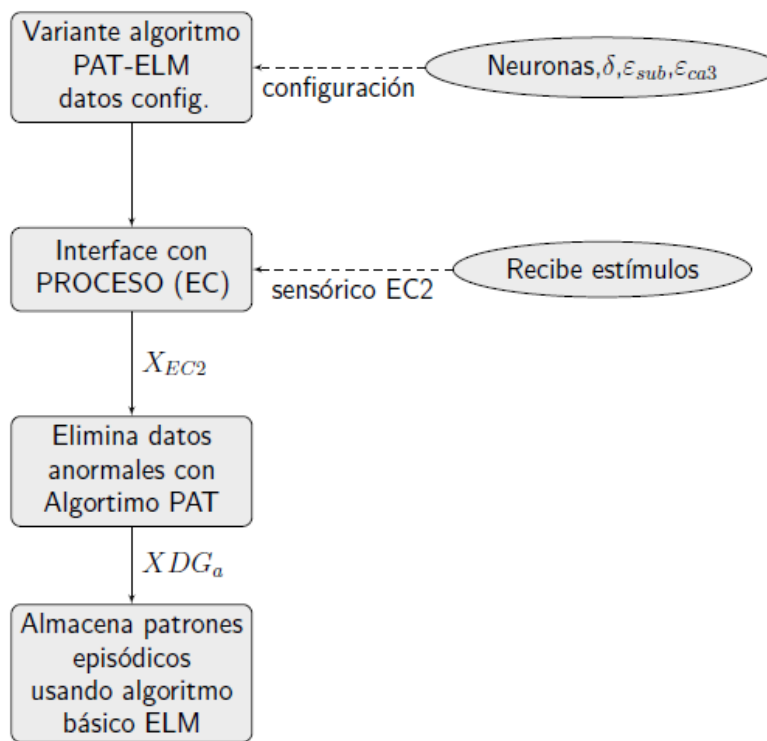 Variante algoritmo
PAT-ELM
datos config.
configuración
Neuronas,δ,ε_sub,ε_ca3
Interface con
PROCESO (EC)
sensórico EC2
Recibe estímulos
X_EC2
Elimina datos
anormales con
Algortimo PAT
XDG_a
Almacena patrones
episódicos
usando algoritmo
básico ELM